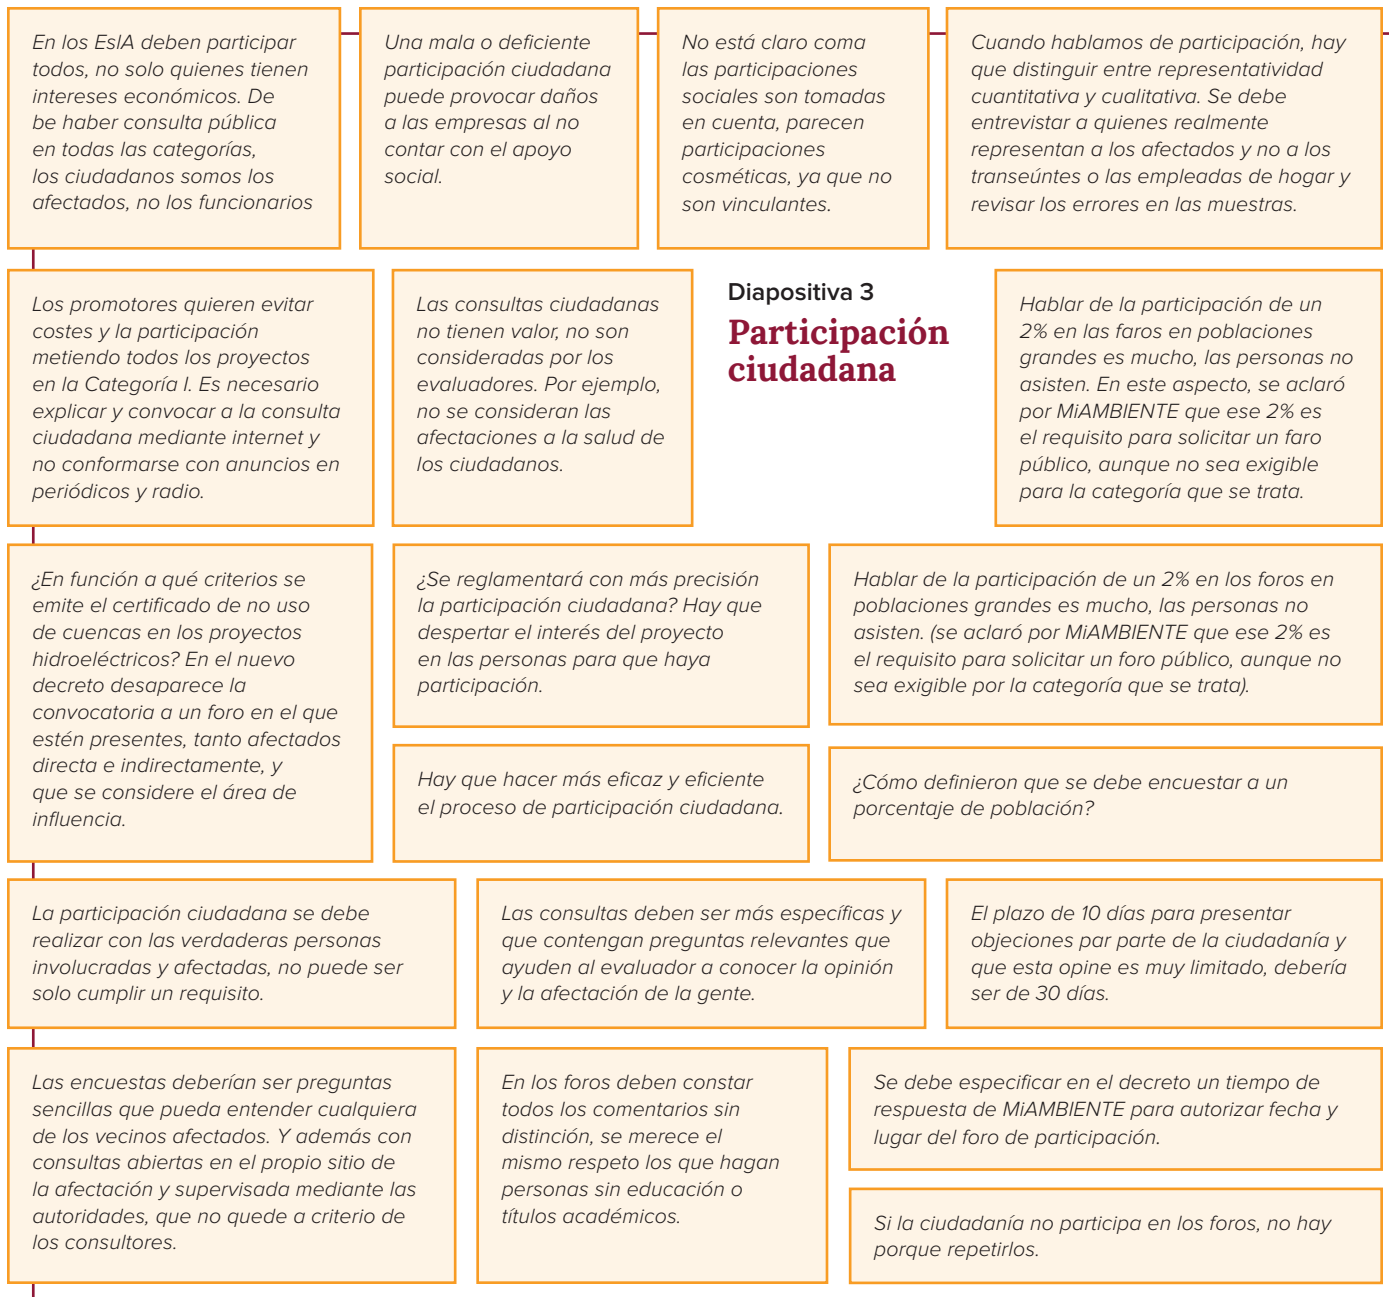 En los EsIA deben participar
todos, no solo quienes tienen
intereses económicos. De
be haber consulta pública
en todas las categorías,
los ciudadanos somos los
afectados, no los funcionarios
Una mala o deficiente
participación ciudadana
puede provocar daños
a las empresas al no
contar con el apoyo
social.
No está claro coma
las participaciones
sociales son tomadas
en cuenta, parecen
participaciones
cosméticas, ya que no
son vinculantes.
Cuando hablamos de participación, hay
que distinguir entre representatividad
cuantitativa y cualitativa. Se debe
entrevistar a quienes realmente
representan a los afectados y no a los
transeúntes o las empleadas de hogar y
revisar los errores en las muestras.
Los promotores quieren evitar
costes y la participación
metiendo todos los proyectos
en la Categoría I. Es necesario
explicar y convocar a la consulta
ciudadana mediante internet y
no conformarse con anuncios en
periódicos y radio.
Las consultas ciudadanas
no tienen valor, no son
consideradas por los
evaluadores. Por ejemplo,
no se consideran las
afectaciones a la salud de
los ciudadanos.
Diapositiva 3
Participación
ciudadana
Hablar de la participación de un
2% en las faros en poblaciones
grandes es mucho, las personas no
asisten. En este aspecto, se aclaró
por MiAMBIENTE que ese 2% es
el requisito para solicitar un faro
público, aunque no sea exigible
para la categoría que se trata.
¿En función a qué criterios se
emite el certificado de no uso
de cuencas en los proyectos
hidroeléctricos? En el nuevo
decreto desaparece la
convocatoria a un foro en el que
estén presentes, tanto afectados
directa e indirectamente, y
que se considere el área de
influencia.
¿Se reglamentará con más precisión
la participación ciudadana? Hay que
despertar el interés del proyecto
en las personas para que haya
participación.
Hablar de la participación de un 2% en los foros en
poblaciones grandes es mucho, las personas no
asisten. (se aclaró por MiAMBIENTE que ese 2% es
el requisito para solicitar un foro público, aunque no
sea exigible por la categoría que se trata).
Hay que hacer más eficaz y eficiente
el proceso de participación ciudadana.
¿Cómo definieron que se debe encuestar a un
porcentaje de población?
La participación ciudadana se debe
realizar con las verdaderas personas
involucradas y afectadas, no puede ser
solo cumplir un requisito.
Las consultas deben ser más específicas y
que contengan preguntas relevantes que
ayuden al evaluador a conocer la opinión
y la afectación de la gente.
El plazo de 10 días para presentar
objeciones par parte de la ciudadanía y
que esta opine es muy limitado, debería
ser de 30 días.
Las encuestas deberían ser preguntas
sencillas que pueda entender cualquiera
de los vecinos afectados. Y además con
consultas abiertas en el propio sitio de
la afectación y supervisada mediante las
autoridades, que no quede a criterio de
los consultores.
En los foros deben constar
todos los comentarios sin
distinción, se merece el
mismo respeto los que hagan
personas sin educación o
títulos académicos.
Se debe especificar en el decreto un tiempo de
respuesta de MiAMBIENTE para autorizar fecha y
lugar del foro de participación.
Si la ciudadanía no participa en los foros, no hay
porque repetirlos.